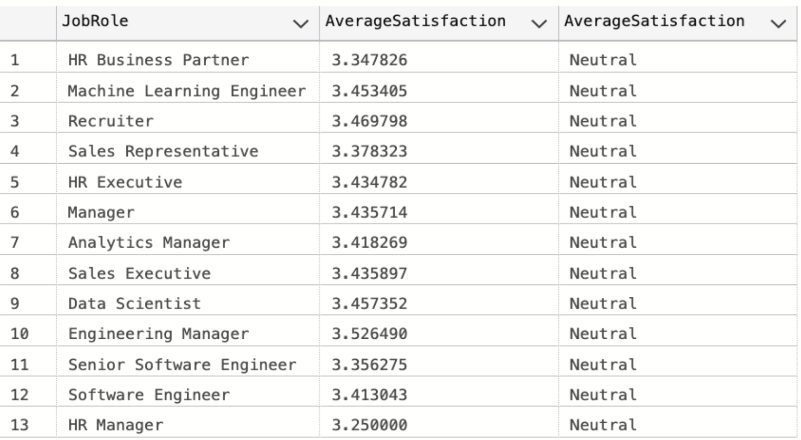 JobRole AverageSatisfaction AverageSatisfaction
1 HR Business Partner 3.347826 Neutral
2 Machine Learning Engineer 3.453405 Neutral
3 Recruiter 3.469798 Neutral
4 Sales Representative 3.378323 Neutral
5 HR Executive 3.434782 Neutral
6 Manager 3.435714 Neutral
7 Analytics Manager 3.418269 Neutral
8 Sales Executive 3.435897 Neutral
9 Data Scientist 3.457352 Neutral
10 Engineering Manager 3.526490 Neutral
11 Senior Software Engineer 3.356275 Neutral
12 Software Engineer 3.413043 Neutral
13 HR Manager 3.250000 Neutral